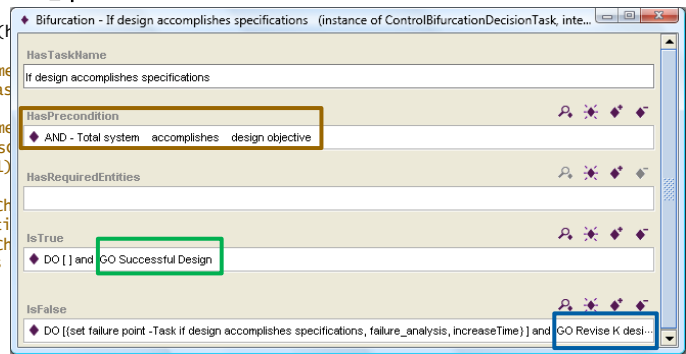 Bifurcation - If design accomplishes specifications (instance of ControlBifurcationDecisionTask, inte...
HasTaskName
If design accomplishes specifications
HasPrecondition
AND - Total system accomplishes design objective
HasRequiredEntities
IsTrue
DO [ ] and GO Successful Design
IsFalse
DO [{set failure point -Task if design accomplishes specifications, failure_analysis, increaseTime} ] and GO Revise K desi...